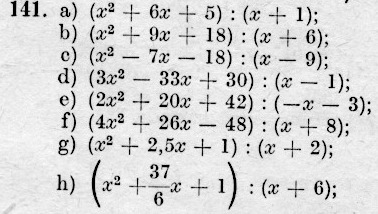 141. a) (x² + 6x + 5) : (x + 1);
b) (x² + 9x + 18) : (x + 6);
c) (x² − 7x − 18) : (x − 9);
d) (3x² − 33x + 30) : (x − 1);
e) (2x² + 20x + 42) : (−x − 3);
f) (4x² + 26x − 48) : (x + 8);
g) (x² + 2,5x + 1) : (x + 2);
h) (x² + 37/6 x + 1) : (x + 6);